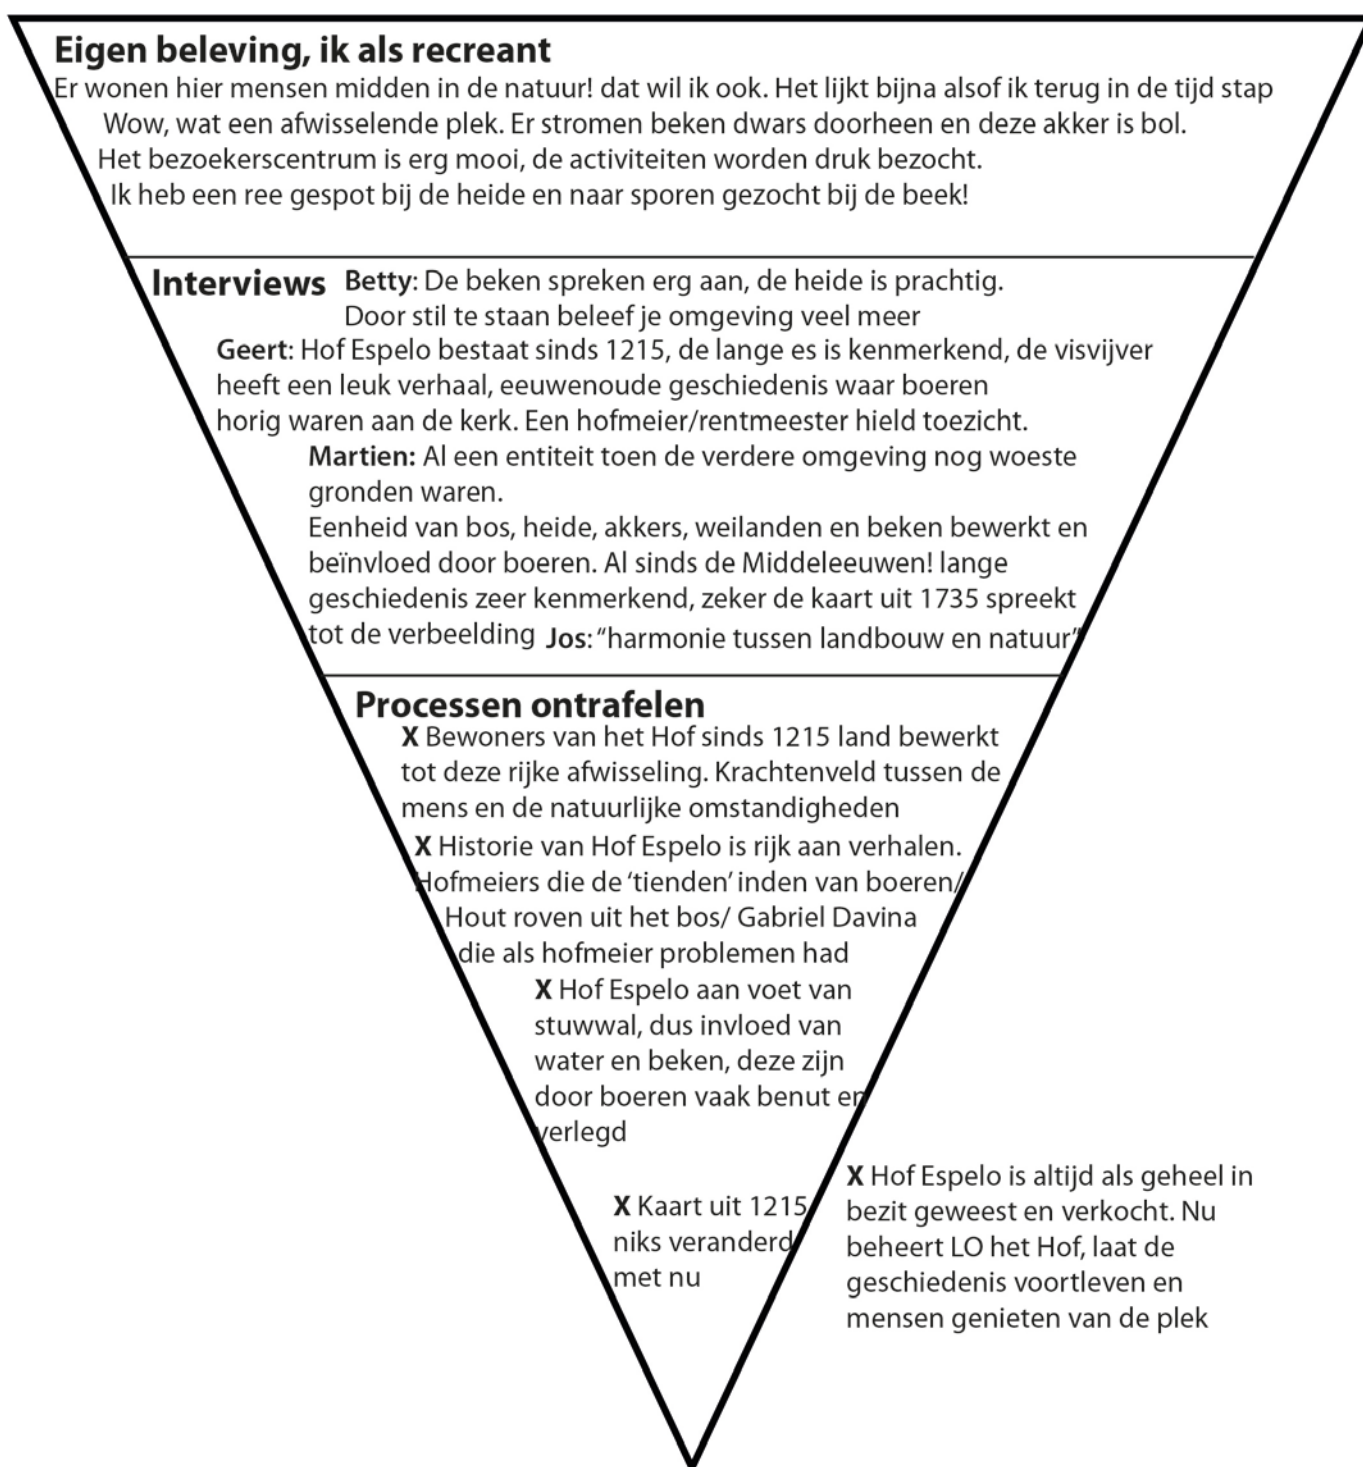 Eigen beleving, ik als recreant
Er wonen hier mensen midden in de natuur! dat wil ik ook. Het lijkt bijna alsof ik terug in de tijd stap
Wow, wat een afwisselende plek. Er stromen beken dwars doorheen en deze akker is bol.
Het bezoekerscentrum is erg mooi, de activiteiten worden druk bezocht.
Ik heb een ree gespot bij de heide en naar sporen gezocht bij de beek!
Interviews Betty: De beken spreken erg aan, de heide is prachtig.
Door stil te staan beleef je omgeving veel meer
Geert: Hof Espelo bestaat sinds 1215, de lange es is kenmerkend, de visvijver
heeft een leuk verhaal, eeuwenoude geschiedenis waar boeren
horig waren aan de kerk. Een hofmeier/rentmeester hield toezicht.
Martien: Al een entiteit toen de verdere omgeving nog woeste
gronden waren.
Eenheid van bos, heide, akkers, weilanden en beken bewerkt en
beïnvloed door boeren. Al sinds de Middeleeuwen! lange
geschiedenis zeer kenmerkend, zeker de kaart uit 1735 spreekt
tot de verbeelding Jos: “harmonie tussen landbouw en natuur”
Processen ontrafelen
X Bewoners van het Hof sinds 1215 land bewerkt
tot deze rijke afwisseling. Krachtenveld tussen de
mens en de natuurlijke omstandigheden
X Historie van Hof Espelo is rijk aan verhalen.
Hofmeiers die de ‘tienden’ inden van boeren/
Hout roven uit het bos/ Gabriel Davina
die als hofmeier problemen had
X Hof Espelo aan voet van
stuwwal, dus invloed van
water en beken, deze zijn
door boeren vaak benut en
verlegd
X Kaart uit 1215
niks veranderd
met nu
X Hof Espelo is altijd als geheel in
bezit geweest en verkocht. Nu
beheert LO het Hof, laat de
geschiedenis voortleven en
mensen genieten van de plek